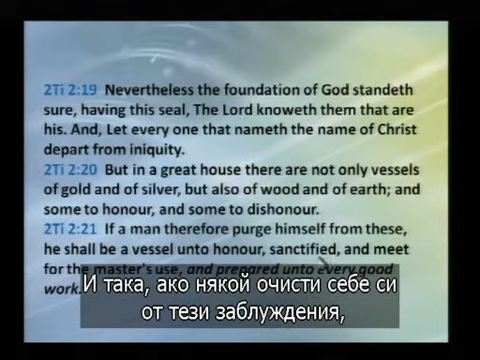 2Ti 2:19 Nevertheless the foundation of God standeth
sure, having this seal, The Lord knoweth them that are
his. And, Let every one that nameth the name of Christ
depart from iniquity.
2Ti 2:20 But in a great house there are not only vessels
of gold and of silver, but also of wood and of earth; and
some to honour, and some to dishonour.
2Ti 2:21 If a man therefore purge himself from these,
he shall be a vessel unto honour, sanctified, and meet
for the master's use, and prepared unto every good
work.
И така, ако някой очисти себе си
от тези заблуждения,